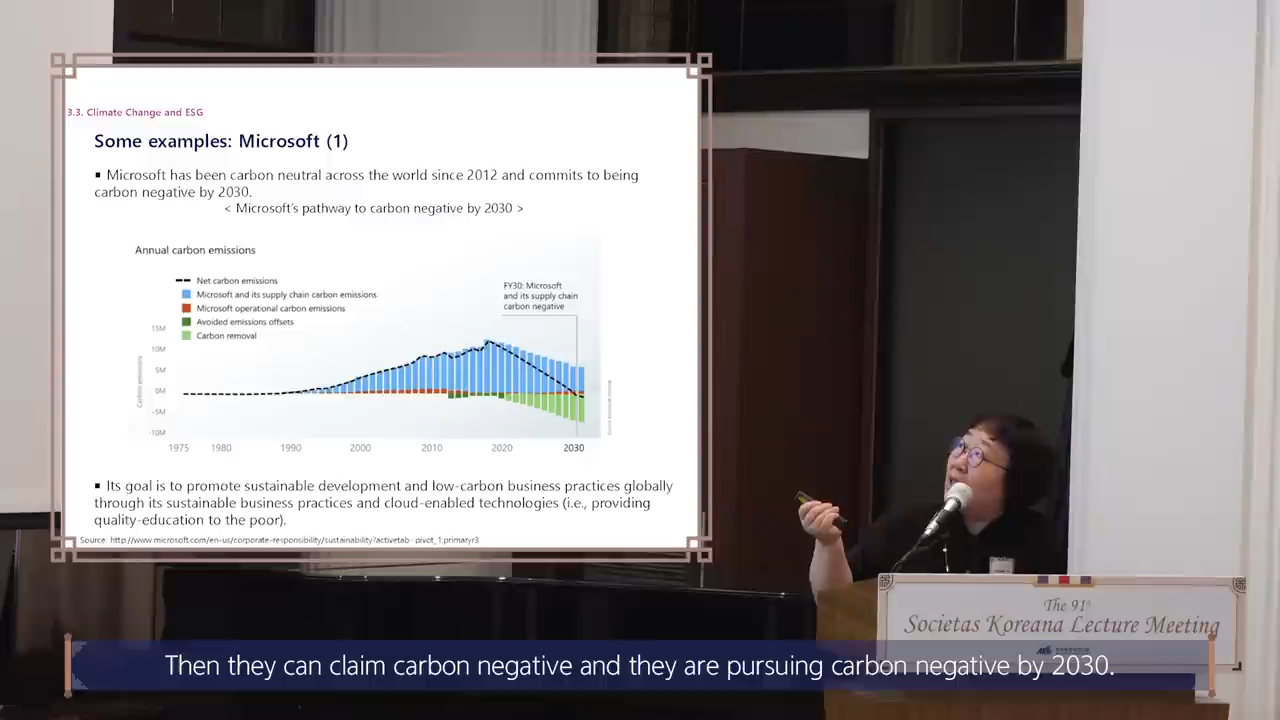 3.3. Climate Change and ESG
Some examples: Microsoft (1)
▪ Microsoft has been carbon neutral across the world since 2012 and commits to being
carbon negative by 2030.
< Microsoft's pathway to carbon negative by 2030 >
Annual carbon emissions
Net carbon emissions
Microsoft and its supply chain carbon emissions
Microsoft operational carbon emissions
Avoided emissions offsets
Carbon removal
FY30: Microsoft
and its supply chain
carbon negative
15M
10M
5M
0M
-5M
-10M
Carbon emissions
1975 1980 1990 2000 2010 2020 2030
▪ Its goal is to promote sustainable development and low-carbon business practices globally
through its sustainable business practices and cloud-enabled technologies (i.e., providing
quality-education to the poor).
Source: http://www.microsoft.com/en-us/corporate-responsibility/sustainability?activetab=pivot_1:primaryr3
The 91st
Societas Koreana Lecture Meeting
Then they can claim carbon negative and they are pursuing carbon negative by 2030.